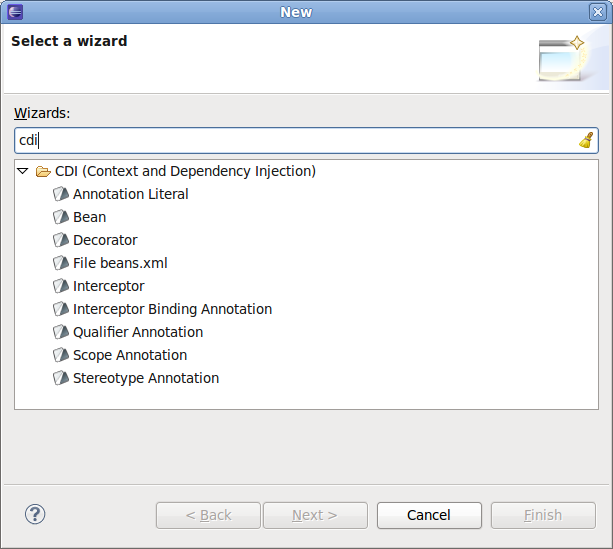 New
Select a wizard
Wizards:
cdi
CDI (Context and Dependency Injection)
Annotation Literal
Bean
Decorator
File beans.xml
Interceptor
Interceptor Binding Annotation
Qualifier Annotation
Scope Annotation
Stereotype Annotation
? < Back Next > Cancel Finish